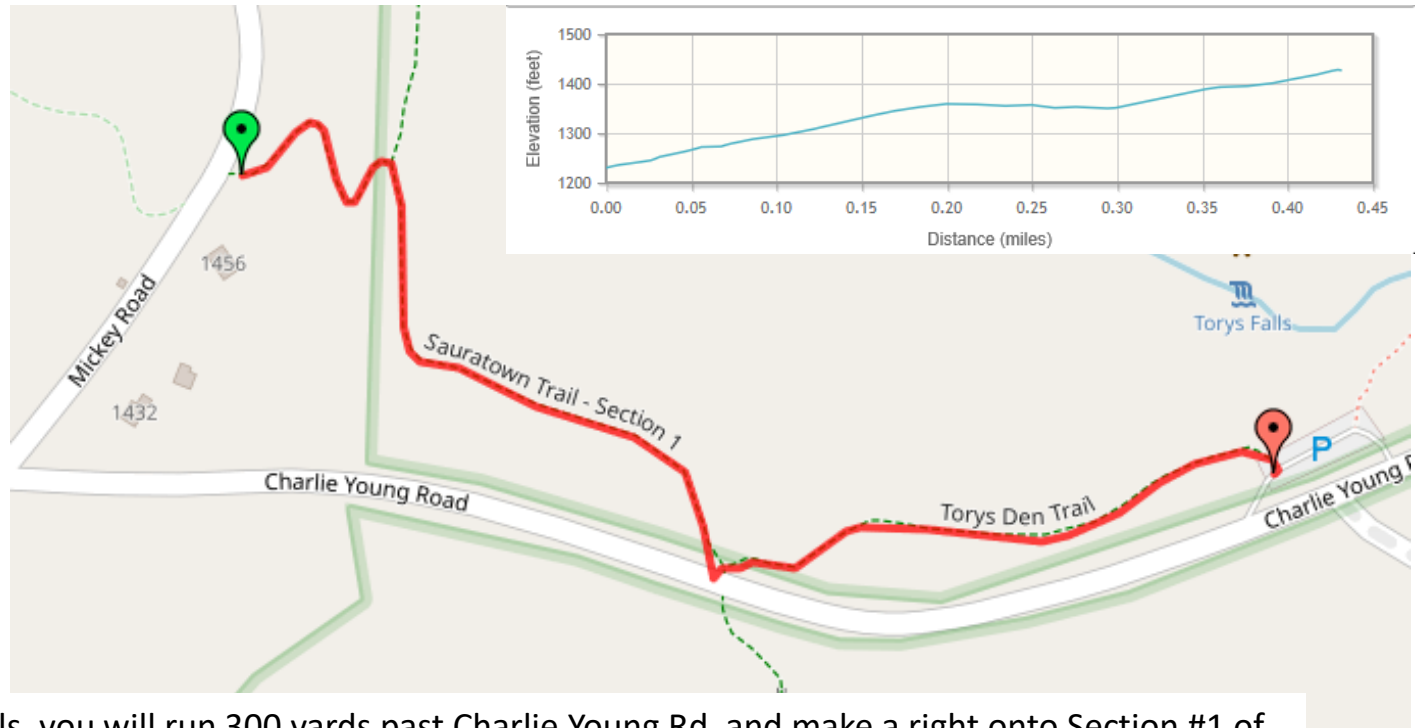 1500
1400
1300
1200
Elevation (feet)
0.00 0.05 0.10 0.15 0.20 0.25 0.30 0.35 0.40 0.45
Distance (miles)
1456
Mickey Road
1432
Torys Falls
Sauratown Trail - Section 1
Charlie Young Road
Torys Den Trail
P
Charlie Young R
ls, you will run 300 yards past Charlie Young Rd. and make a right onto Section #1 of